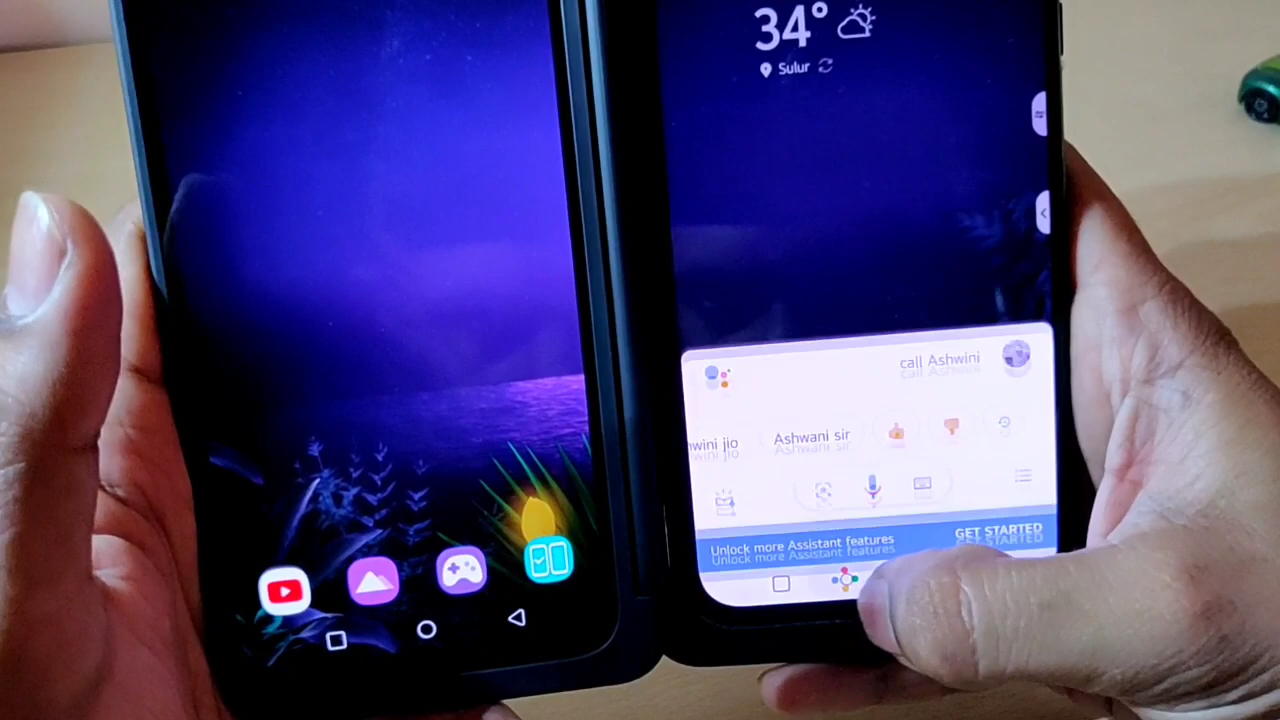 34°
Sulur
call Ashwini
wini jio
Ashwani sir
Unlock more Assistant features
GET STARTED